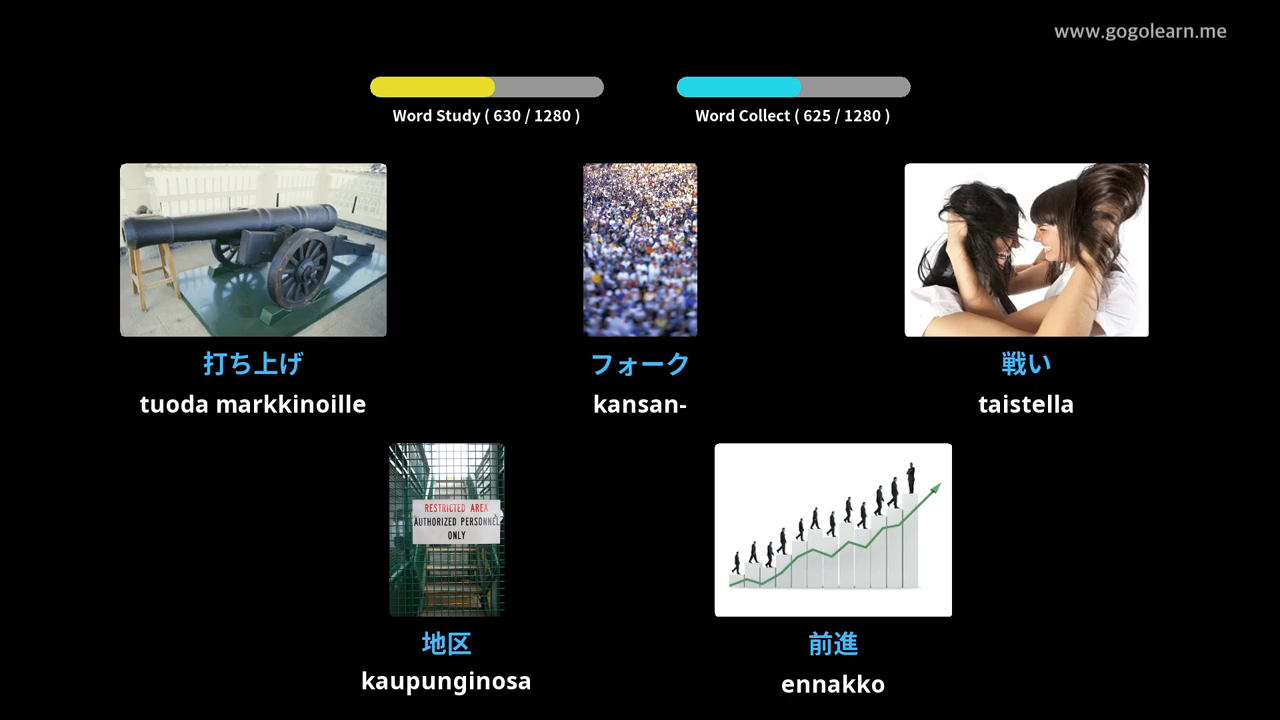 www.gogolearn.me
Word Study ( 630 / 1280 )
Word Collect ( 625 / 1280 )
打ち上げ
tuoda markkinoille
フォーク
kansan-
戦い
taistella
RESTRICTED AREA
AUTHORIZED PERSONNEL
ONLY
地区
kaupunginosa
前進
ennakko